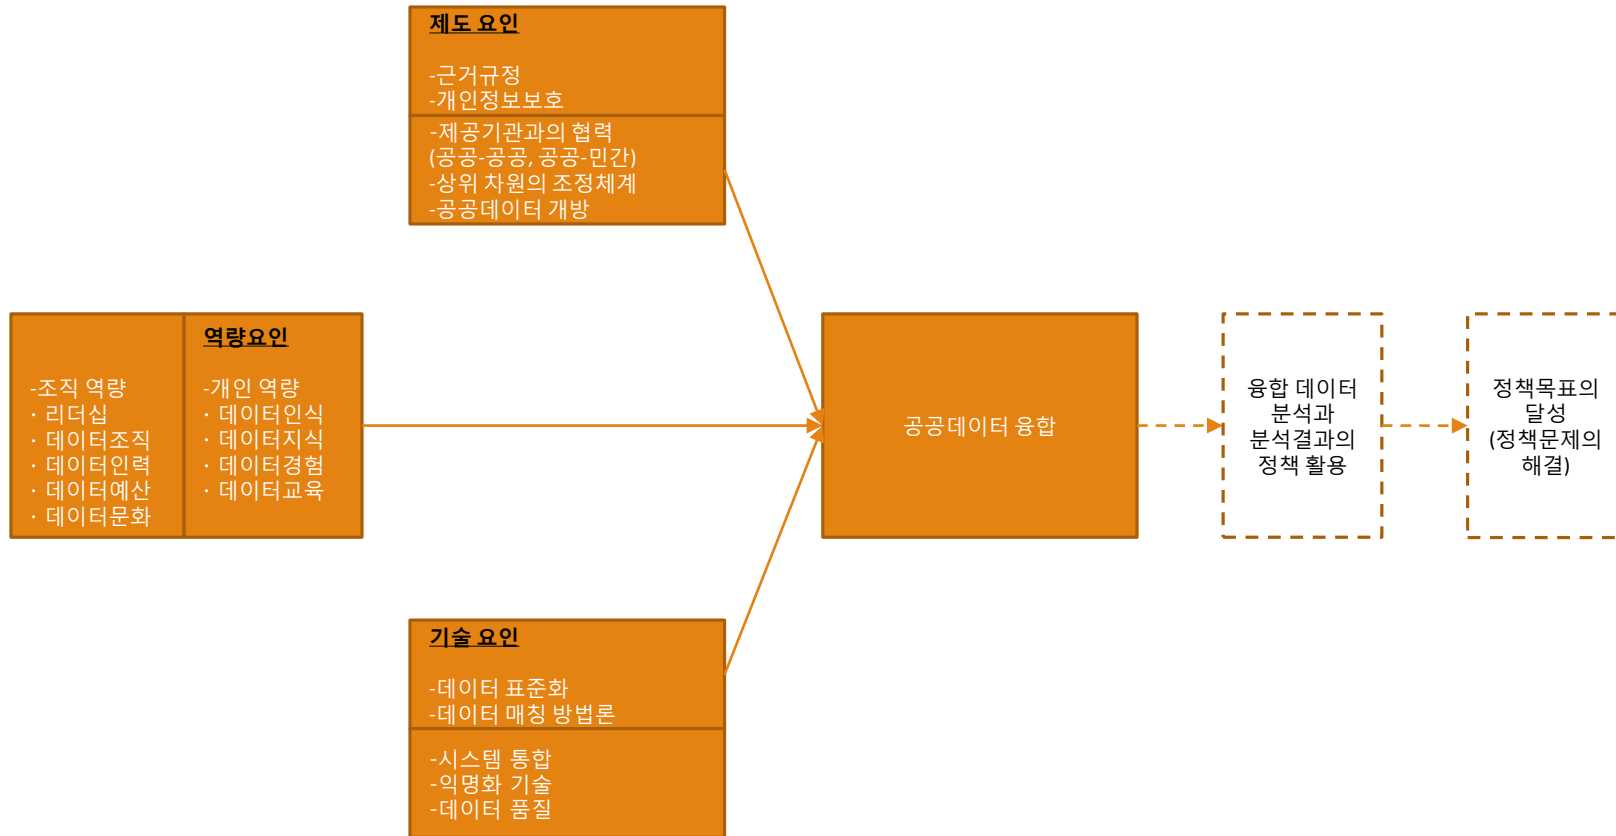 제도 요인
-근거규정
-개인정보보호
-제공기관과의 협력
(공공-공공, 공공-민간)
-상위 차원의 조정체계
-공공데이터 개방
-조직 역량
· 리더십
· 데이터조직
· 데이터인력
· 데이터예산
· 데이터문화
역량요인
-개인 역량
· 데이터인식
· 데이터지식
· 데이터경험
· 데이터교육
기술 요인
-데이터 표준화
-데이터 매칭 방법론
-시스템 통합
-익명화 기술
-데이터 품질
공공데이터 융합
융합 데이터
분석과
분석결과의
정책 활용
정책목표의
달성
(정책문제의
해결)